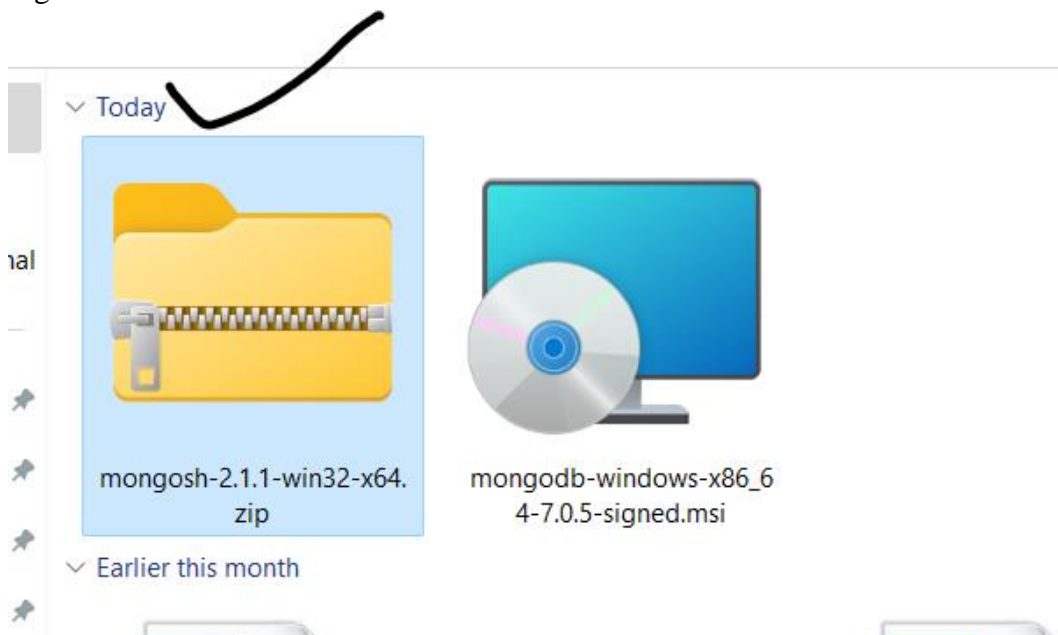 Today
nal
mongosh-2.1.1-win32-x64.
zip
mongodb-windows-x86_6
4-7.0.5-signed.msi
Earlier this month